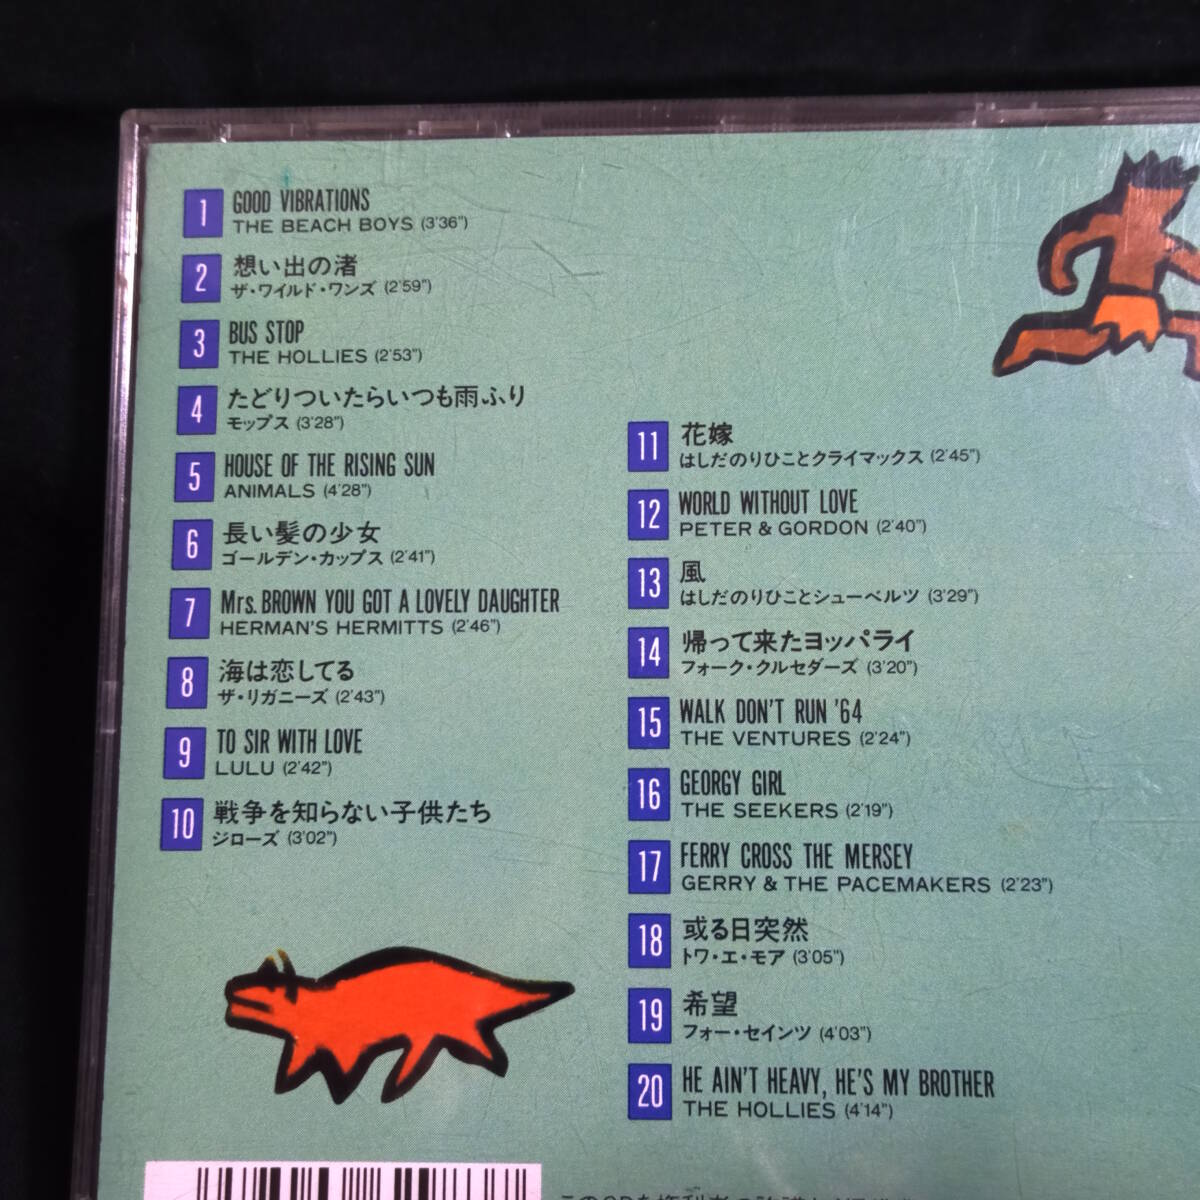 1 GOOD VIBRATIONS
THE BEACH BOYS (3'36")
2 想い出の渚
ザ・ワイルド・ワンズ (2'59")
3 BUS STOP
THE HOLLIES (2'53")
4 たどりついたらいつも雨ふり
モップス (3'28")
5 HOUSE OF THE RISING SUN
ANIMALS (4'28")
6 長い髪の少女
ゴールデン・カップス (2'41")
7 Mrs. BROWN YOU GOT A LOVELY DAUGHTER
HERMAN'S HERMITTS (2'46")
8 海は恋してる
ザ・リガニーズ (2'43")
9 TO SIR WITH LOVE
LULU (2'42")
10 戦争を知らない子供たち
ジローズ (3'02")
11 花嫁
はしだのりひことクライマックス (2'45")
12 WORLD WITHOUT LOVE
PETER & GORDON (2'40")
13 風
はしだのりひことシューベルツ (3'29")
14 帰って来たヨッパライ
フォーク・クルセダーズ (3'20")
15 WALK DON'T RUN '64
THE VENTURES (2'24")
16 GEORGY GIRL
THE SEEKERS (2'19")
17 FERRY CROSS THE MERSEY
GERRY & THE PACEMAKERS (2'23")
18 或る日突然
トワ・エ・モア (3'05")
19 希望
フォー・セインツ (4'03")
20 HE AIN'T HEAVY, HE'S MY BROTHER
THE HOLLIES (4'14")